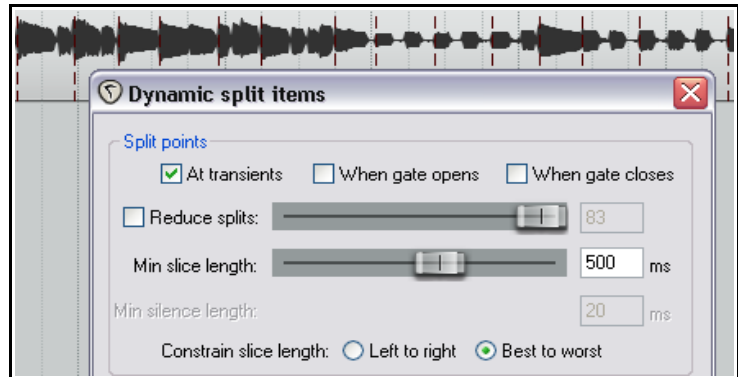 Dynamic split items
Split points
At transients When gate opens When gate closes
Reduce splits: 83
Min slice length: 500 ms
Min silence length: 20 ms
Constrain slice length: Left to right Best to worst